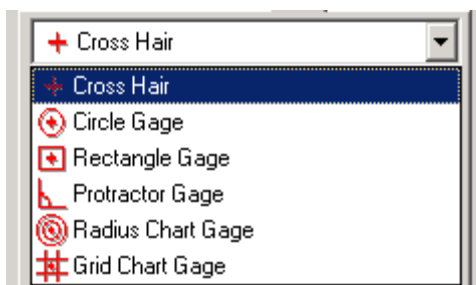 Cross Hair
Cross Hair
Circle Gage
Rectangle Gage
Protractor Gage
Radius Chart Gage
Grid Chart Gage